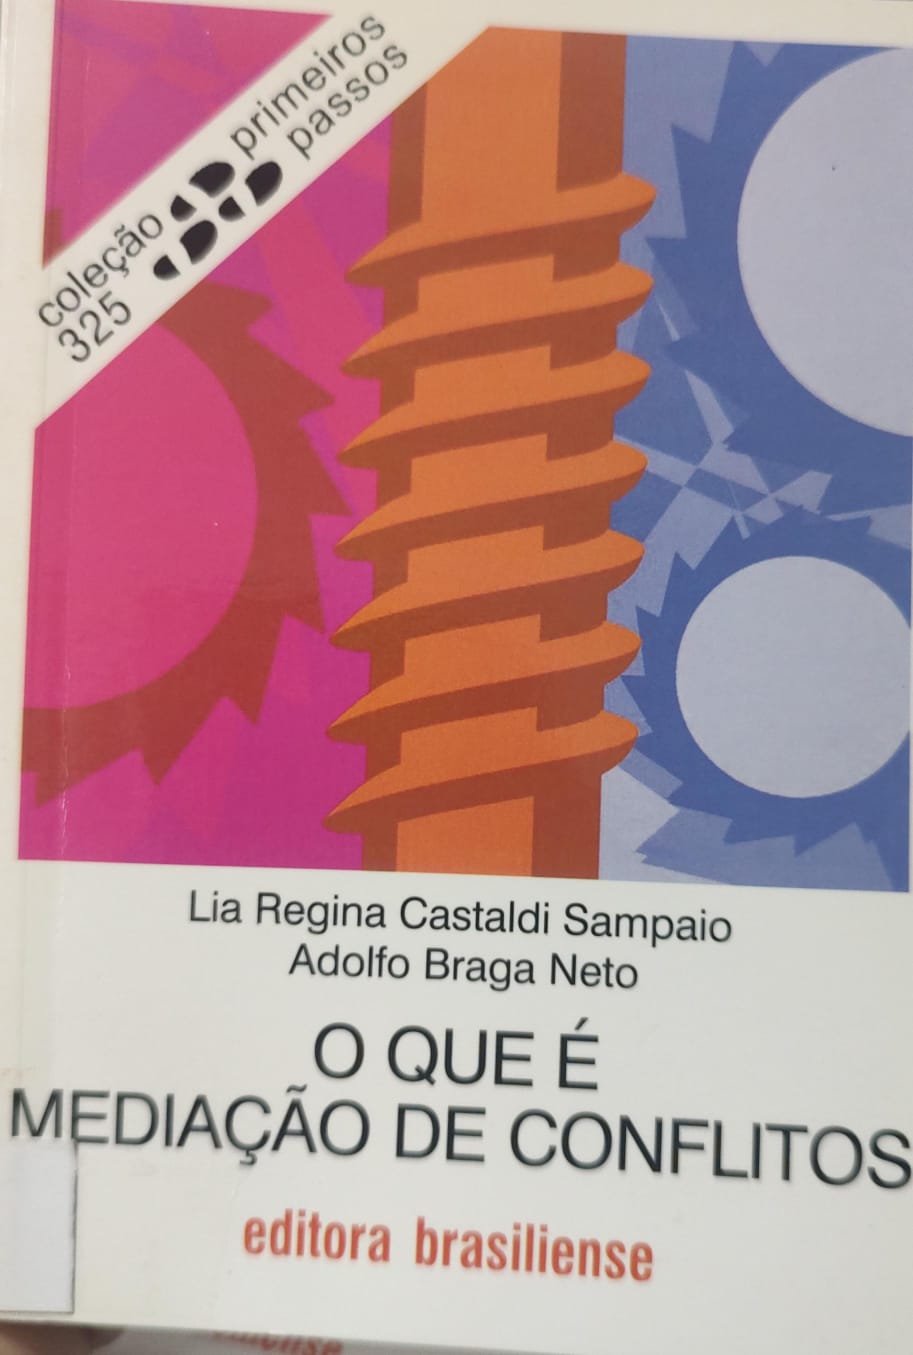 coleção primeiros
325 passos
Lia Regina Castaldi Sampaio
Adolfo Braga Neto
O QUE É
MEDIAÇÃO DE CONFLITOS
editora brasiliense